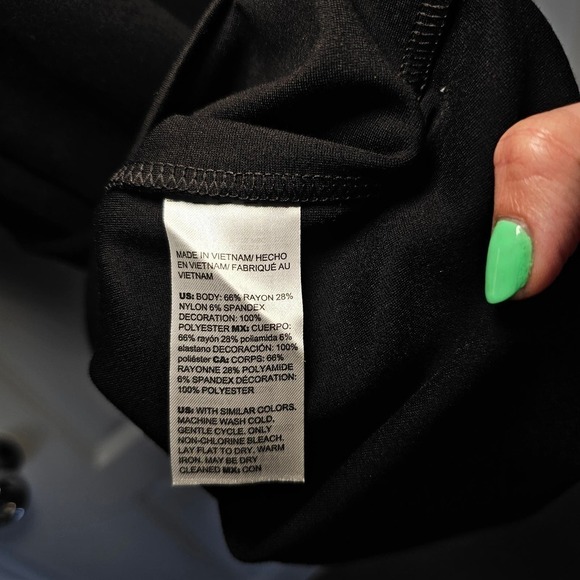 MADE IN VIETNAM/ HECHO
EN VIETNAM/ FABRIQUÉ AU
VIETNAM
US: BODY: 66% RAYON 28%
NYLON 6% SPANDEX
DECORATION: 100%
POLYESTER MX: CUERPO:
66% rayón 28% poliamida 6%
elastano DECORACIÓN: 100%
poliéster CA: CORPS: 66%
RAYONNE 28% POLYAMIDE
6% SPANDEX DÉCORATION:
100% POLYESTER
US: WITH SIMILAR COLORS.
MACHINE WASH COLD,
GENTLE CYCLE. ONLY
NON-CHLORINE BLEACH.
LAY FLAT TO DRY. WARM
IRON. MAY BE DRY
CLEANED MX: CON